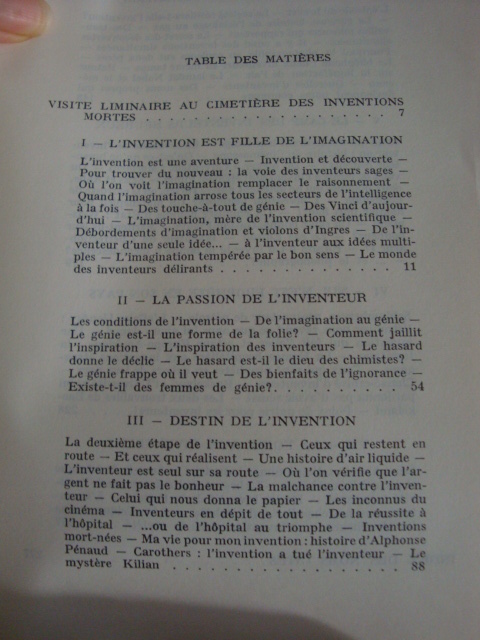 TABLE DES MATIÈRES
VISITE LIMINAIRE AU CIMETIÈRE DES INVENTIONS
MORTES . . . . . . . . . . . . . . . . . . . . 7
I — L'INVENTION EST FILLE DE L'IMAGINATION
L'invention est une aventure — Invention et découverte —
Pour trouver du nouveau : la voie des inventeurs sages —
Où l'on voit l'imagination remplacer le raisonnement —
Quand l'imagination arrose tous les secteurs de l'intelligence
à la fois — Des touche-à-tout de génie — Des Vinci d'aujour-
d'hui — L'imagination, mère de l'invention scientifique —
Débordements d'imagination et violons d'Ingres — De l'in-
venteur d'une seule idée... — à l'inventeur aux idées multi-
ples — L'imagination tempérée par le bon sens — Le monde
des inventeurs délirants . . . . . . . . . . . . 11
II — LA PASSION DE L'INVENTEUR
Les conditions de l'invention — De l'imagination au génie —
Le génie est-il une forme de la folie? — Comment jaillit
l'inspiration — L'inspiration des inventeurs — Le hasard
donne le déclic — Le hasard est-il le dieu des chimistes? —
Le génie frappe où il veut — Des bienfaits de l'ignorance —
Existe-t-il des femmes de génie?. . . . . . . . . . 54
III — DESTIN DE L'INVENTION
La deuxième étape de l'invention — Ceux qui restent en
route — Et ceux qui réalisent — Une histoire d'air liquide —
L'inventeur est seul sur sa route — Où l'on vérifie que l'ar-
gent ne fait pas le bonheur — La malchance contre l'inven-
teur — Celui qui nous donna le papier — Les inconnus du
cinéma — Inventeurs en dépit de tout — De la réussite à
l'hôpital — ...ou de l'hôpital au triomphe — Inventions
mort-nées — Ma vie pour mon invention : histoire d'Alphonse
Pénaud — Carothers : l'invention a tué l'inventeur — Le
mystère Kilian . . . . . . . . . . . . . . . . 88